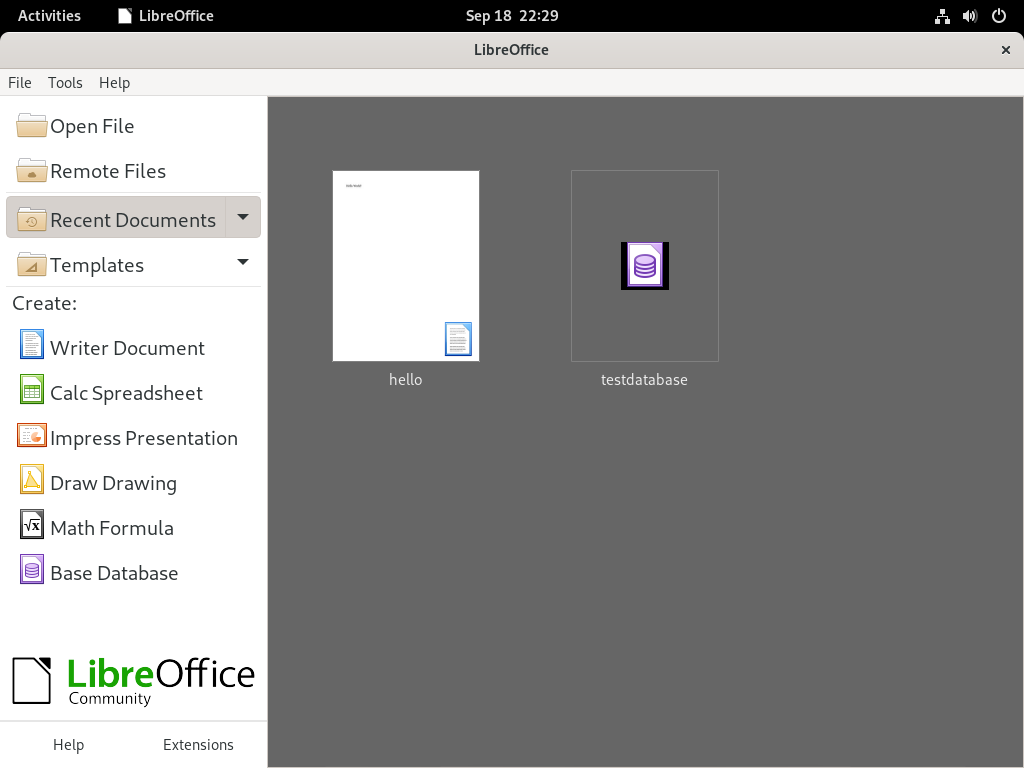 Activities
LibreOffice
Sep 18 22:29
LibreOffice
File Tools Help
Open File
Remote Files
Recent Documents
Templates
Create:
Writer Document
Calc Spreadsheet
Impress Presentation
Draw Drawing
Math Formula
Base Database
LibreOffice
Community
Help
Extensions
hello
testdatabase